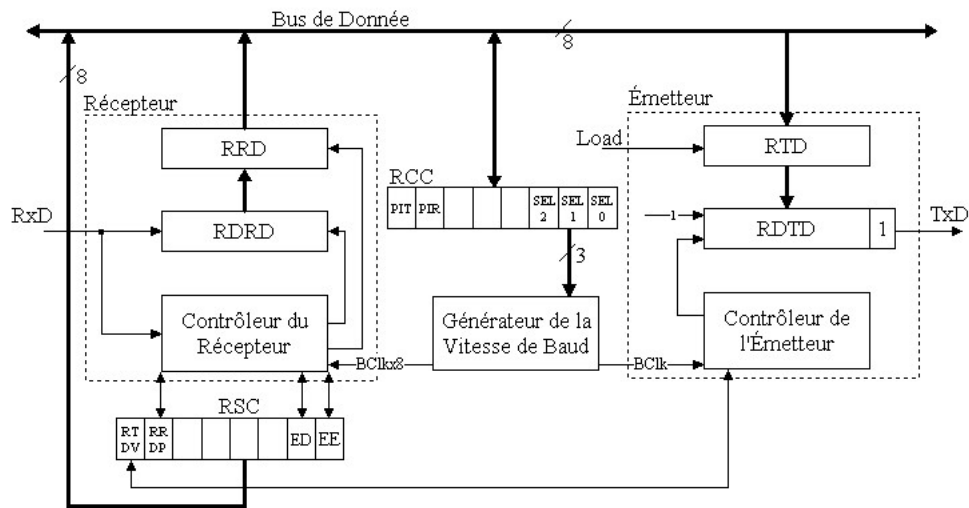 Bus de Donnée
8
8
Récepteur
Émetteur
RRD
Load
RTD
RCC
PIT PIR SEL 2 SEL 1 SEL 0
RxD
RDRD
1
RDTD
1
TxD
3
Contrôleur du
Récepteur
Générateur de la
Vitesse de Baud
Contrôleur de
l'Émetteur
BClkx8
BClk
RSC
RT DV RR DP ED EE